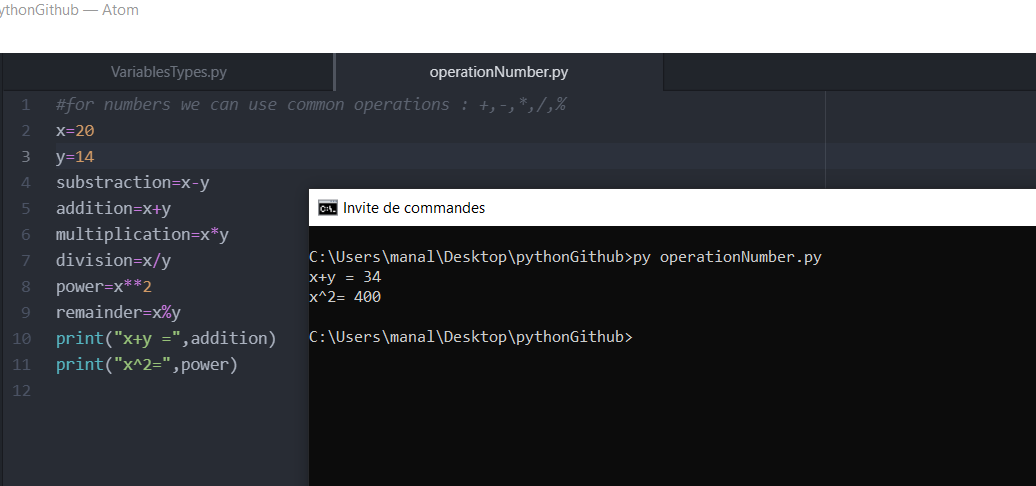 ythonGithub — Atom
VariablesTypes.py
operationNumber.py
1 #for numbers we can use common operations : +,-,*,/,%
2 x=20
3 y=14
4 substraction=x-y
5 addition=x+y
6 multiplication=x*y
7 division=x/y
8 power=x**2
9 remainder=x%y
10 print("x+y =",addition)
11 print("x^2=",power)
12
C:\. Invite de commandes
C:\Users\manal\Desktop\pythonGithub>py operationNumber.py
x+y = 34
x^2= 400
C:\Users\manal\Desktop\pythonGithub>